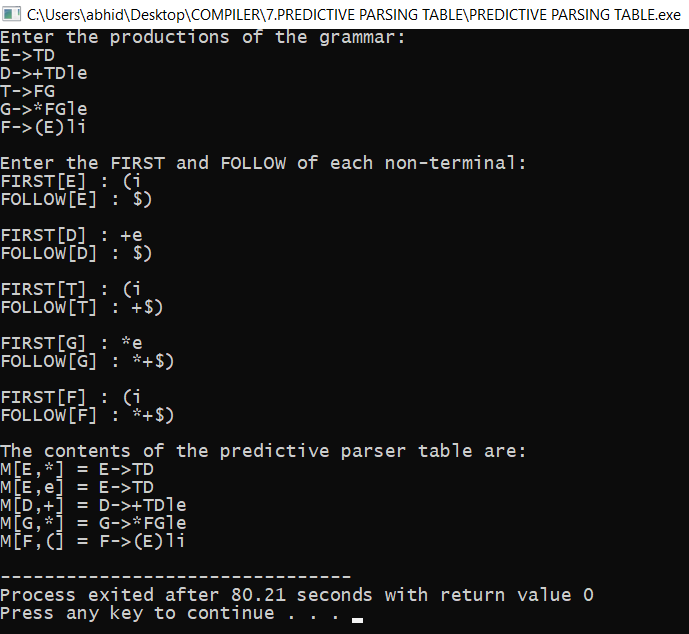 C:\Users\abhid\Desktop\COMPILER\7.PREDICTIVE PARSING TABLE\PREDICTIVE PARSING TABLE.exe
Enter the productions of the grammar:
E->TD
D->+TDle
T->FG
G->*FGle
F->(E)li

Enter the FIRST and FOLLOW of each non-terminal:
FIRST[E] : (i
FOLLOW[E] : $)

FIRST[D] : +e
FOLLOW[D] : $)

FIRST[T] : (i
FOLLOW[T] : +$)

FIRST[G] : *e
FOLLOW[G] : *+$)

FIRST[F] : (i
FOLLOW[F] : *+$)

The contents of the predictive parser table are:
M[E,*] = E->TD
M[E,e] = E->TD
M[D,+] = D->+TDle
M[G,*] = G->*FGle
M[F,(] = F->(E)li

--------------------------------
Process exited after 80.21 seconds with return value 0
Press any key to continue . . .